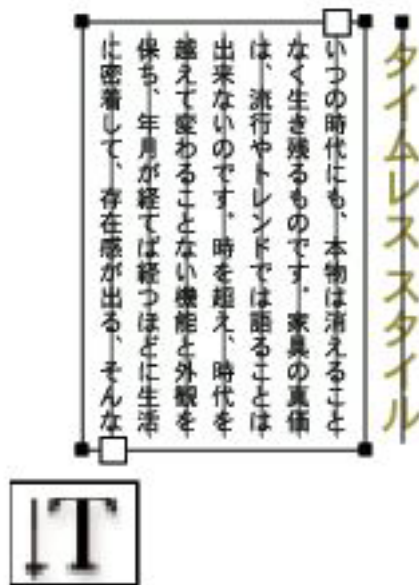 タイムレススタイル
いつの時代にも、本物は消えること
なく生き残るものです。家具の真価
は、流行やトレンドでは語ることは
出来ないのです。時を超え、時代を
越えて変わることない機能と外観を
保ち、年月が経てば経つほどに生活
に密着して、存在感が出る、そんな
T